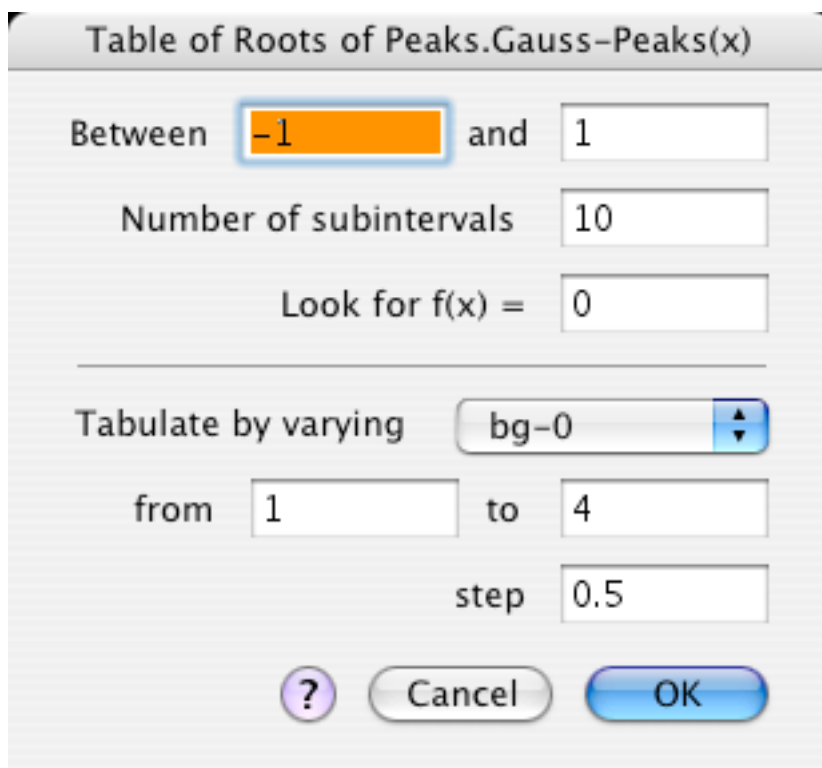 Table of Roots of Peaks.Gauss-Peaks(x)
Between -1 and 1
Number of subintervals 10
Look for f(x) = 0
Tabulate by varying bg-0
from 1 to 4
step 0.5
? Cancel OK